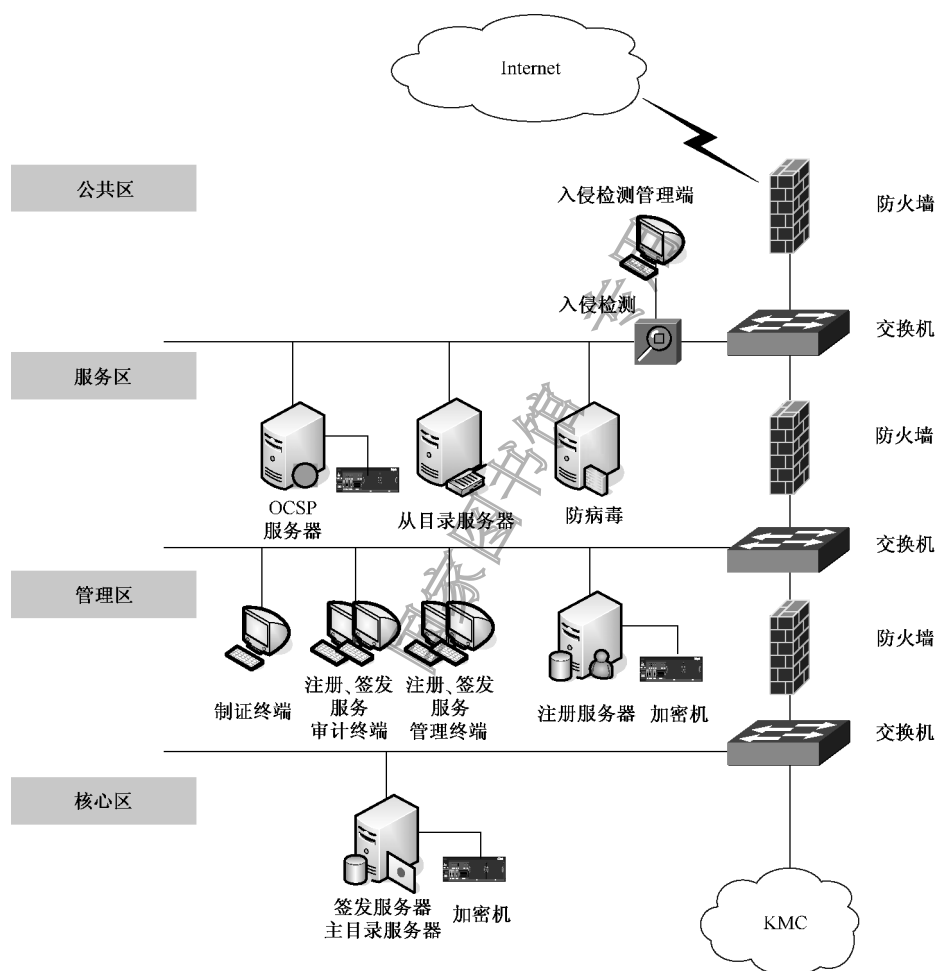 Internet
公共区
防火墙
入侵检测管理端
入侵检测
交换机
服务区
防火墙
OCSP
服务器
从目录服务器
防病毒
交换机
管理区
防火墙
制证终端
注册、签发
服务
审计终端
注册、签发
服务
管理终端
注册服务器
加密机
交换机
核心区
签发服务器
主目录服务器
加密机
KMC
国家图书馆